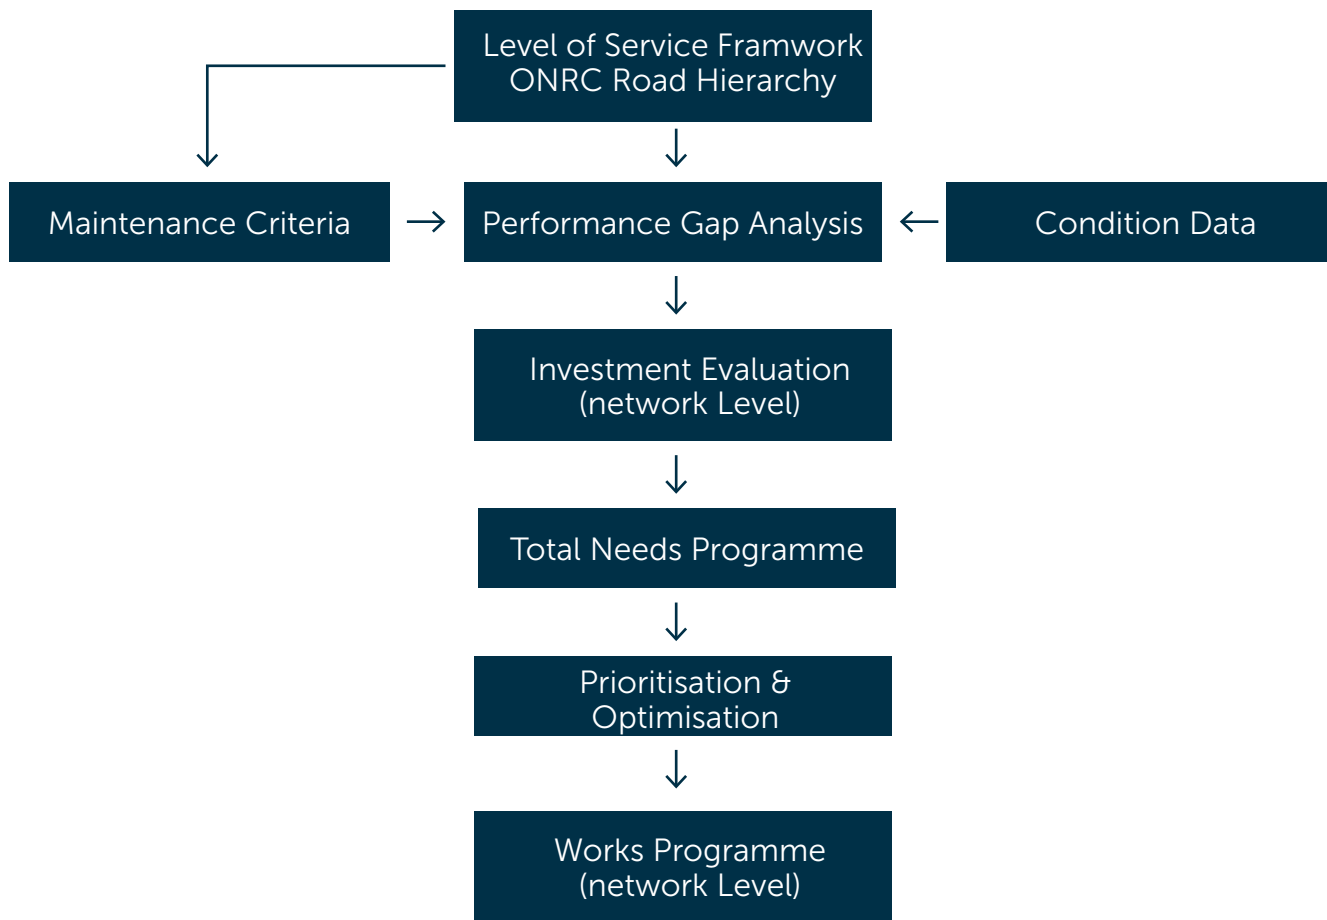 Level of Service Framwork
ONRC Road Hierarchy
Maintenance Criteria
Performance Gap Analysis
Condition Data
Investment Evaluation
(network Level)
Total Needs Programme
Prioritisation &
Optimisation
Works Programme
(network Level)